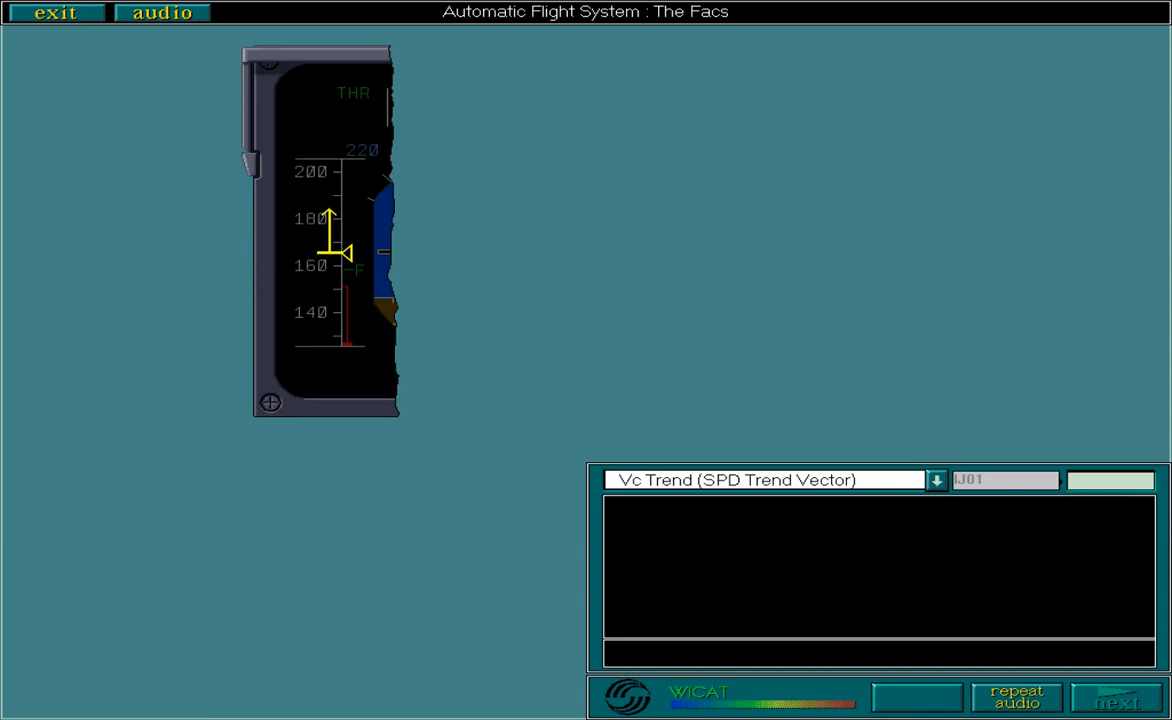 exit
audio
Automatic Flight System : The Facs
THR
220
200
180
160
F
140
Vc Trend (SPD Trend Vector)
IJ01
WICAT
repeat
audio
next